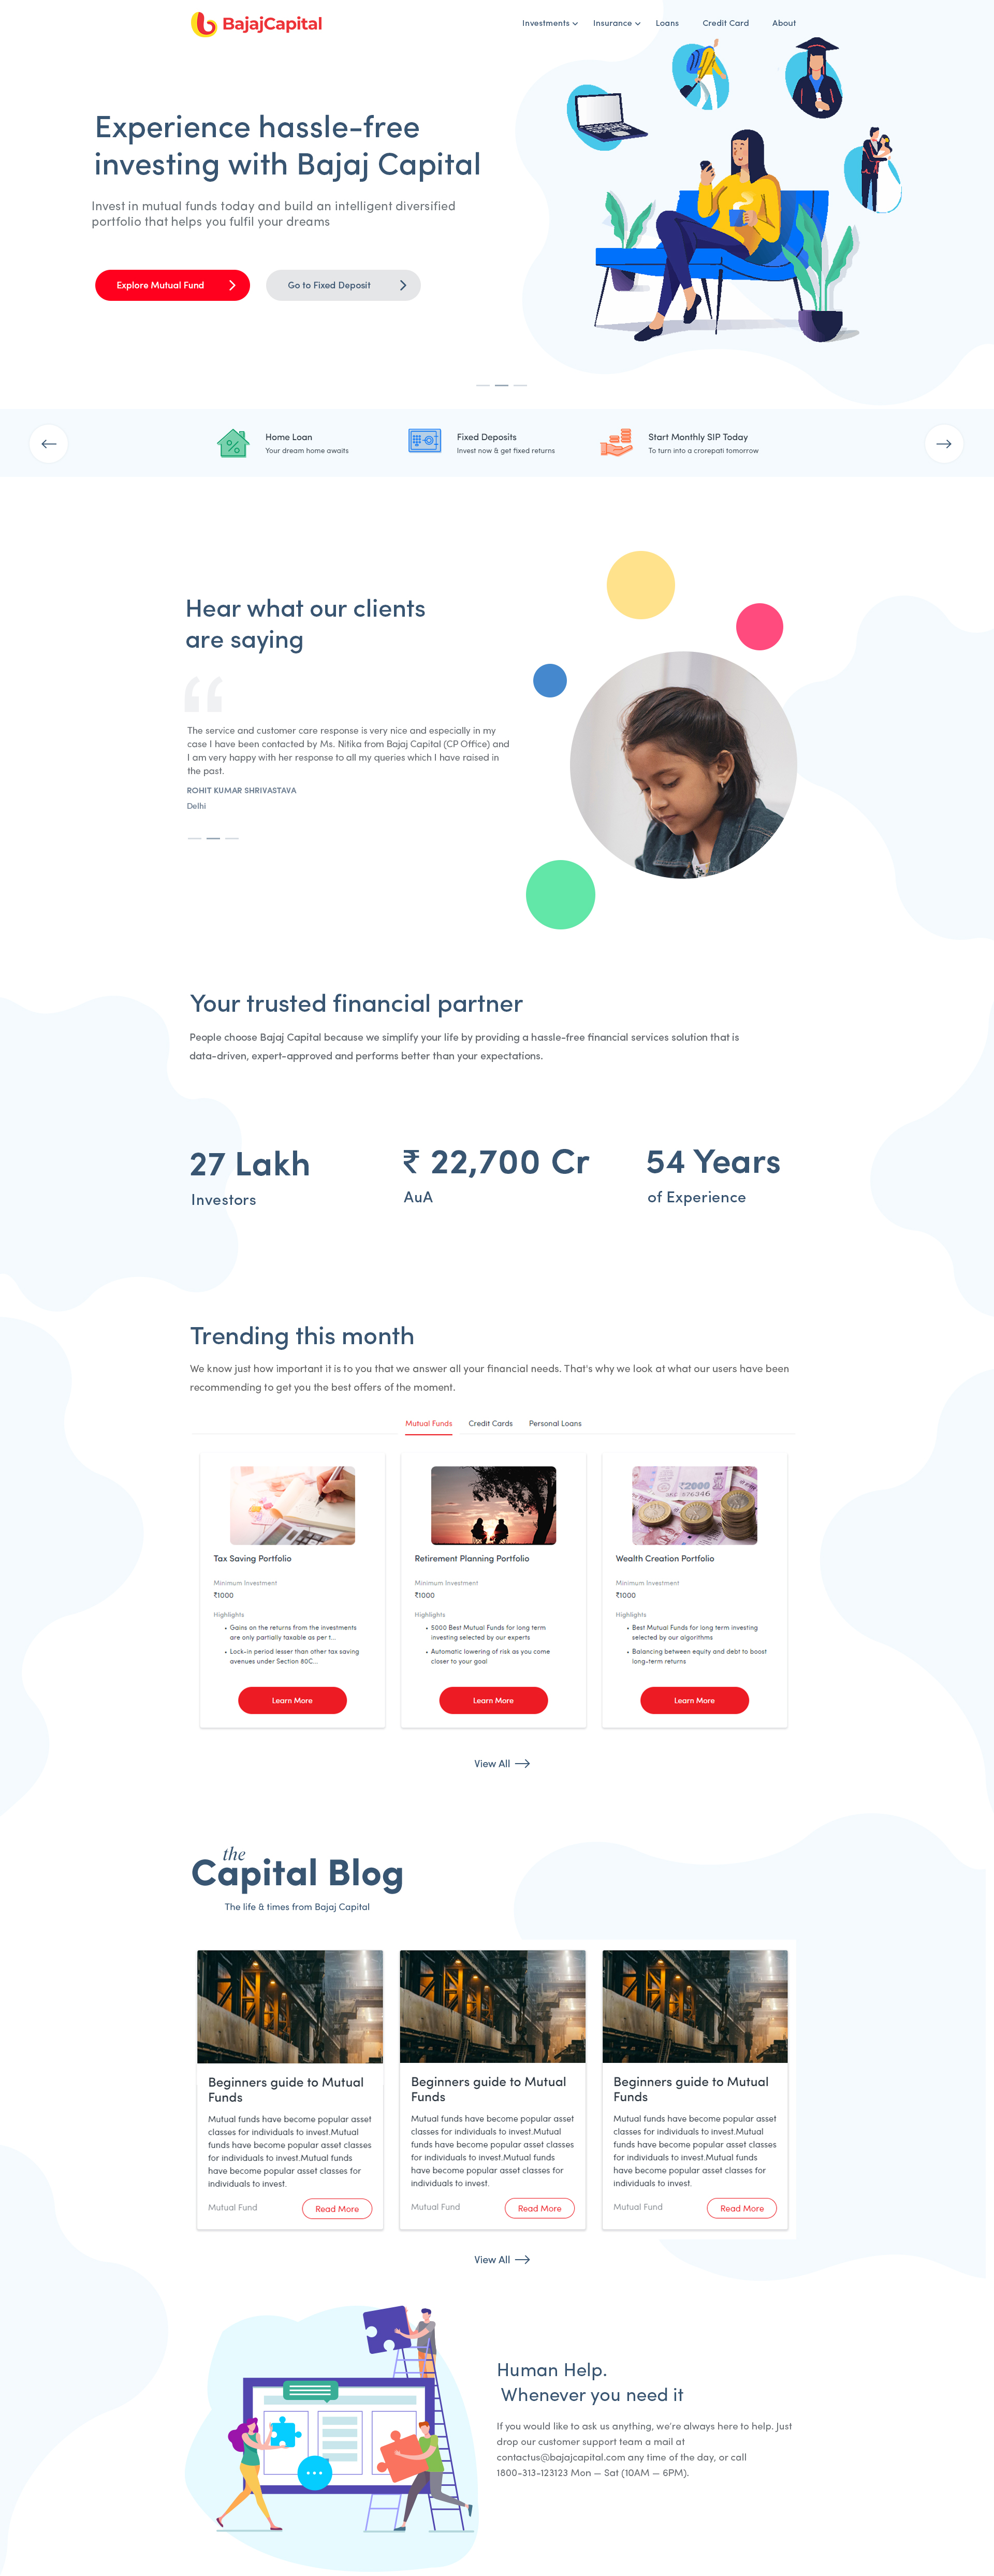 BajajCapital
Investments
Insurance
Loans
Credit Card
About
Experience hassle-free
investing with Bajaj Capital
Invest in mutual funds today and build an intelligent diversified
portfolio that helps you fulfil your dreams
Explore Mutual Fund
Go to Fixed Deposit
Home Loan
Your dream home awaits
Fixed Deposits
Invest now & get fixed returns
Start Monthly SIP Today
To turn into a crorepati tomorrow
Hear what our clients
are saying
“
The service and customer care response is very nice and especially in my
case I have been contacted by Ms. Nitika from Bajaj Capital (CP Office) and
I am very happy with her response to all my queries which I have raised in
the past.
ROHIT KUMAR SHRIVASTAVA
Delhi
Your trusted financial partner
People choose Bajaj Capital because we simplify your life by providing a hassle-free financial services solution that is
data-driven, expert-approved and performs better than your expectations.
27 Lakh
Investors
₹ 22,700 Cr
AuA
54 Years
of Experience
Trending this month
We know just how important it is to you that we answer all your financial needs. That's why we look at what our users have been
recommending to get you the best offers of the moment.
Mutual Funds
Credit Cards
Personal Loans
Tax Saving Portfolio
Minimum Investment
₹1000
Highlights
• Gains on the returns from the investments
are only partially taxable as per t...
• Lock-in period lesser than other tax saving
avenues under Section 80C...
Learn More
Retirement Planning Portfolio
Minimum Investment
₹1000
Highlights
• 5000 Best Mutual Funds for long term
investing selected by our experts
• Automatic lowering of risk as you come
closer to your goal
Learn More
₹2000
Wealth Creation Portfolio
Minimum Investment
₹1000
Highlights
• Best Mutual Funds for long term investing
selected by our algorithms
• Balancing between equity and debt to boost
long-term returns
Learn More
View All
the
Capital Blog
The life & times from Bajaj Capital
Beginners guide to Mutual
Funds
Mutual funds have become popular asset
classes for individuals to invest.Mutual
funds have become popular asset classes
for individuals to invest.Mutual funds
have become popular asset classes for
individuals to invest.
Mutual Fund
Read More
Beginners guide to Mutual
Funds
Mutual funds have become popular asset
classes for individuals to invest.Mutual
funds have become popular asset classes
for individuals to invest.Mutual funds
have become popular asset classes for
individuals to invest.
Mutual Fund
Read More
Beginners guide to Mutual
Funds
Mutual funds have become popular asset
classes for individuals to invest.Mutual
funds have become popular asset classes
for individuals to invest.Mutual funds
have become popular asset classes for
individuals to invest.
Mutual Fund
Read More
View All
Human Help.
Whenever you need it
If you would like to ask us anything, we're always here to help. Just
drop our customer support team a mail at
contactus@bajajcapital.com any time of the day, or call
1800-313-123123 Mon — Sat (10AM — 6PM).